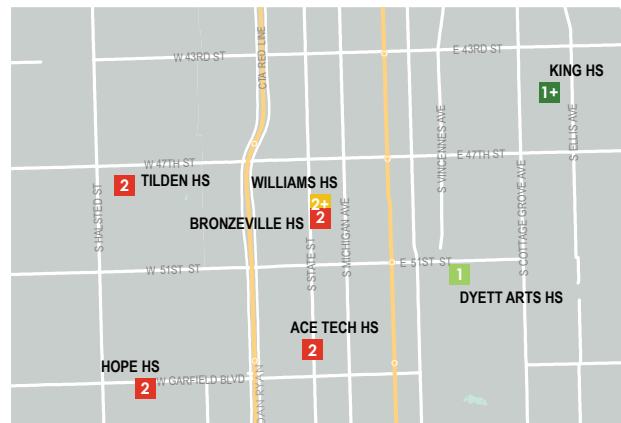 W 43RD ST
CTA RED LINE
E 43RD ST
KING HS
1+
S VINCENNES AVE
S ELLIS AVE
W 47TH ST
E 47TH ST
2
TILDEN HS
WILLIAMS HS
2+
BRONZEVILLE HS
2
S HALSTED ST
S STATE ST
S MICHIGAN AVE
S COTTAGE GROVE AVE
W 51ST ST
E 51ST ST
1
DYETT ARTS HS
ACE TECH HS
2
HOPE HS
2
W GARFIELD BLVD
DAN RYAN